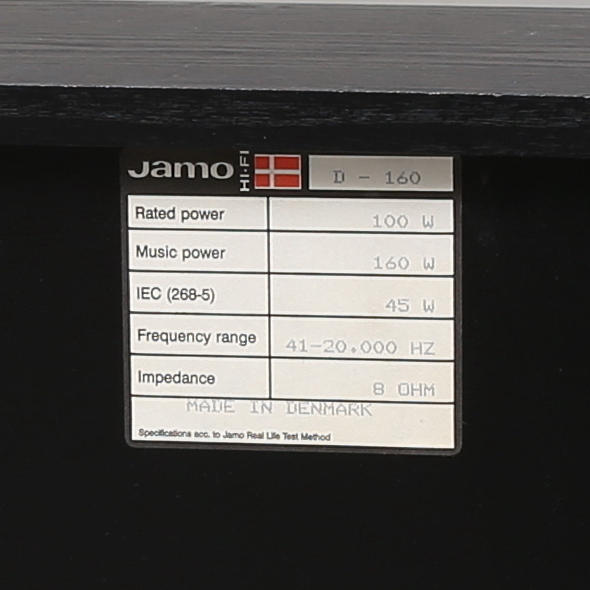 Jamo HI-FI D - 160
Rated power 100 W
Music power 160 W
IEC (268-5) 45 W
Frequency range 41-20.000 HZ
Impedance 8 OHM
MADE IN DENMARK
Specifications acc. to Jamo Real Life Test Method